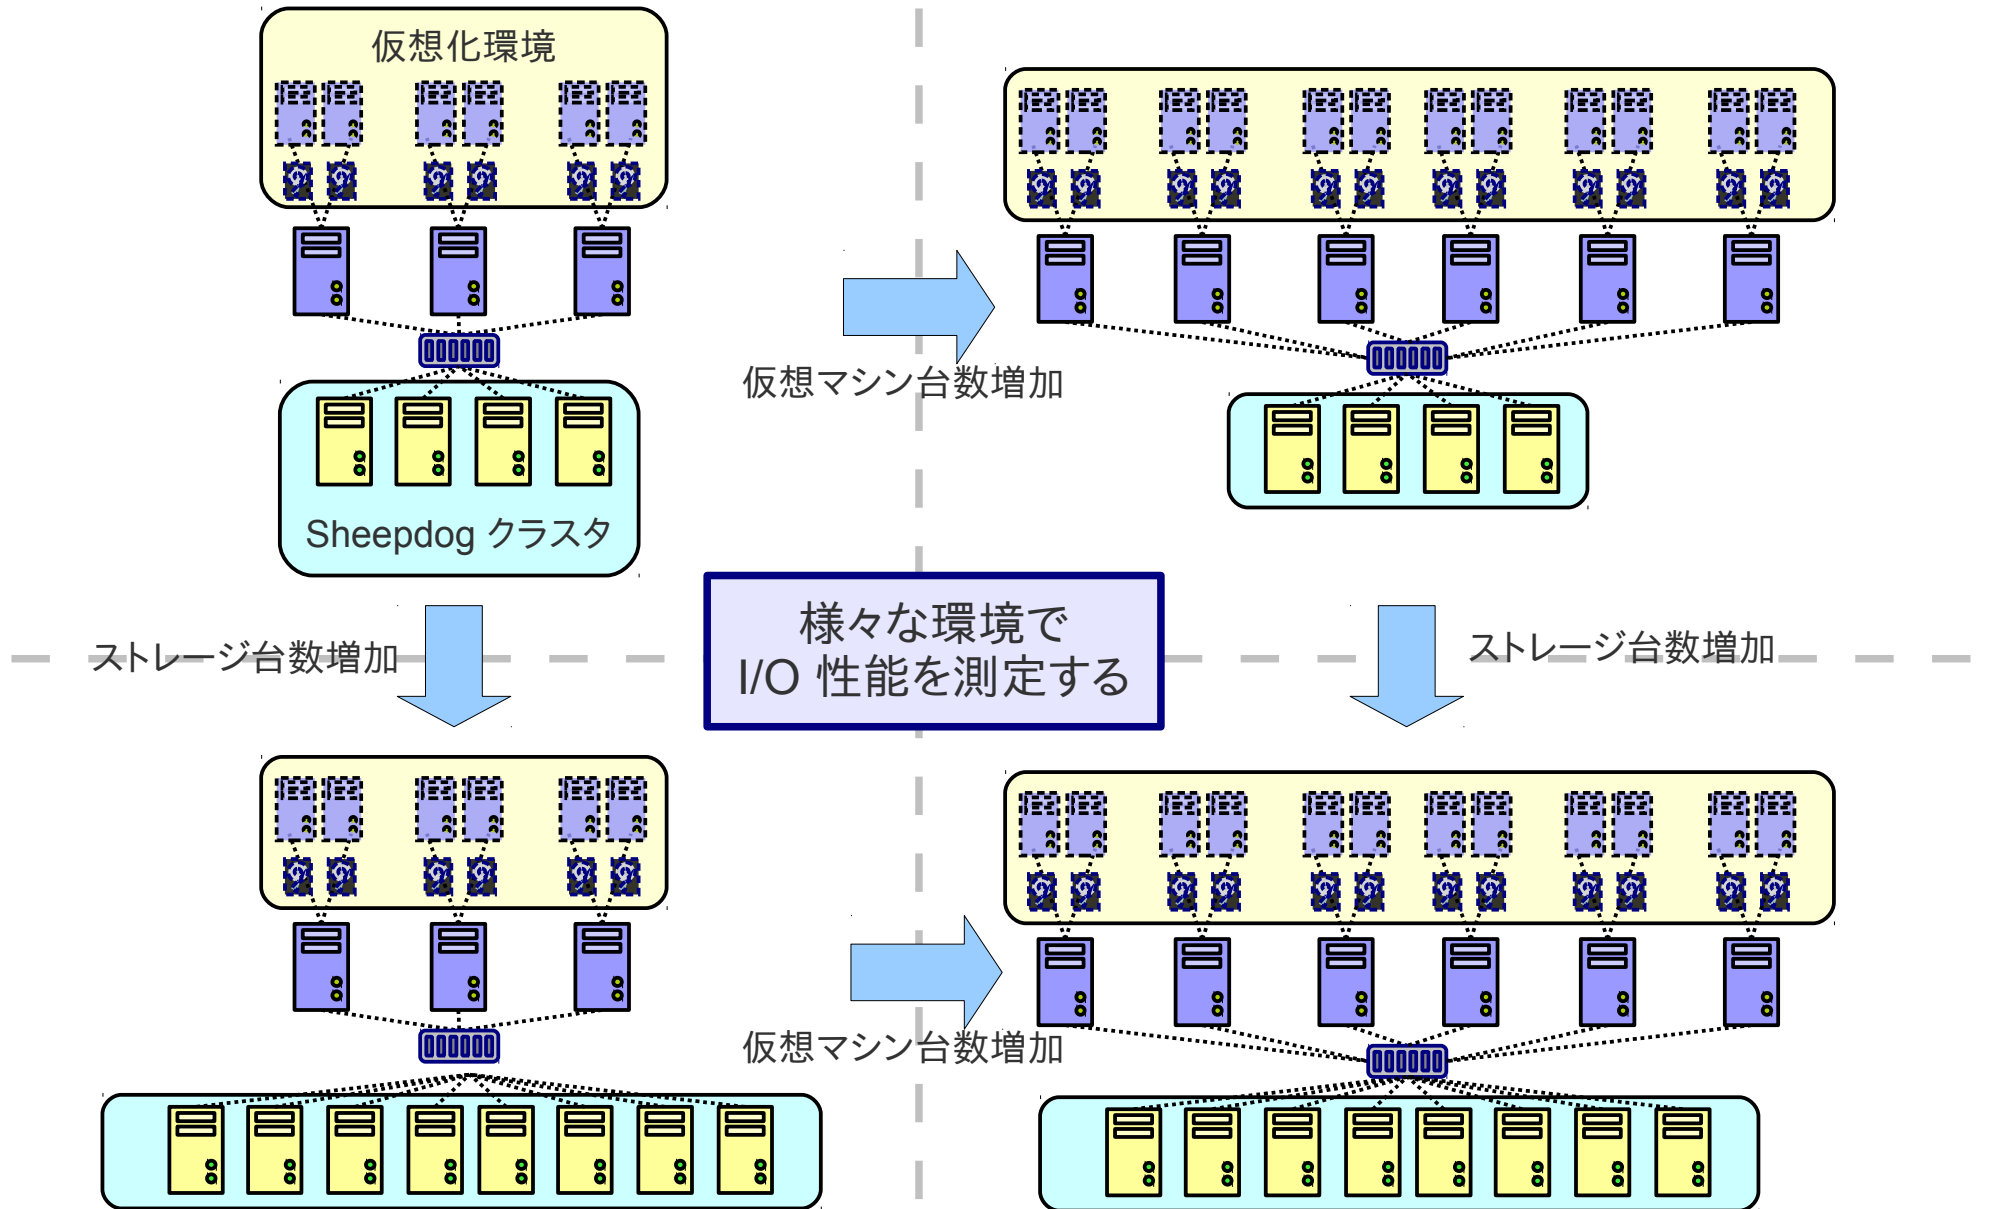 仮想化環境
仮想マシン台数増加
Sheepdog クラスタ
様々な環境で
I/O 性能を測定する
ストレージ台数増加
ストレージ台数増加
仮想マシン台数増加